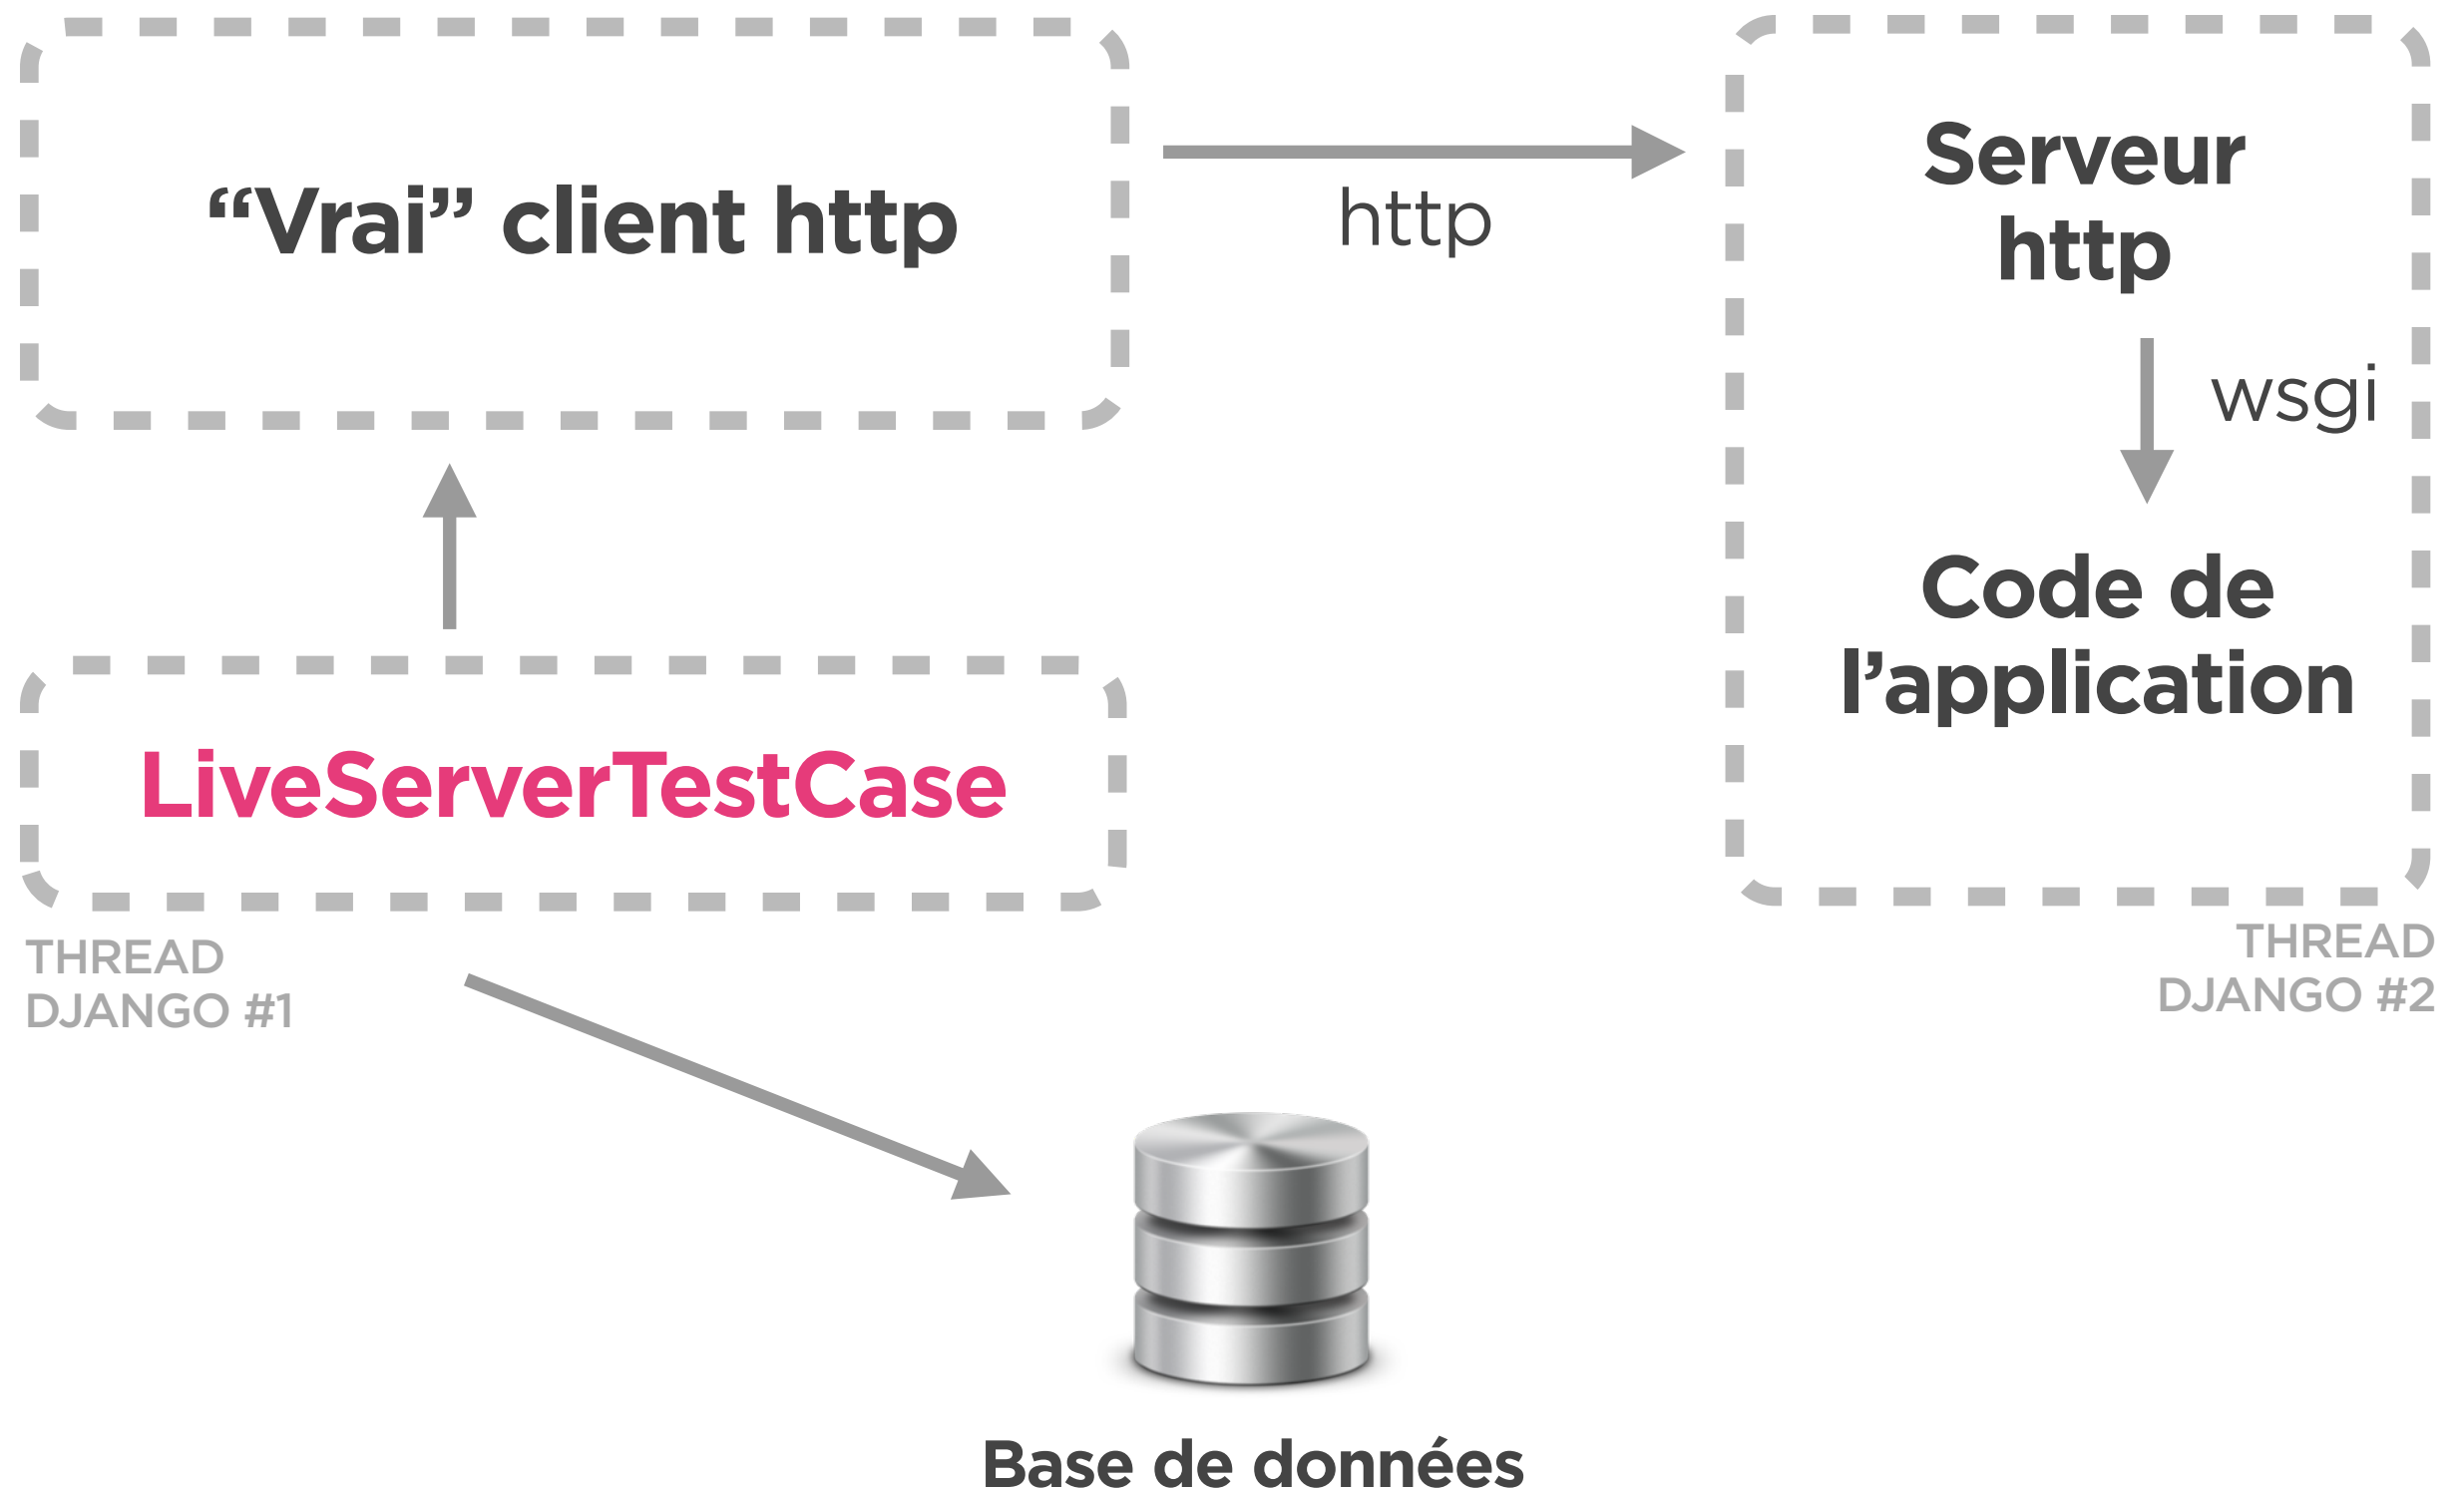 “Vrai” client http
http
Serveur
http
wsgi
Code de
l’application
LiveServerTestCase
THREAD
DJANGO #1
THREAD
DJANGO #2
Base de données